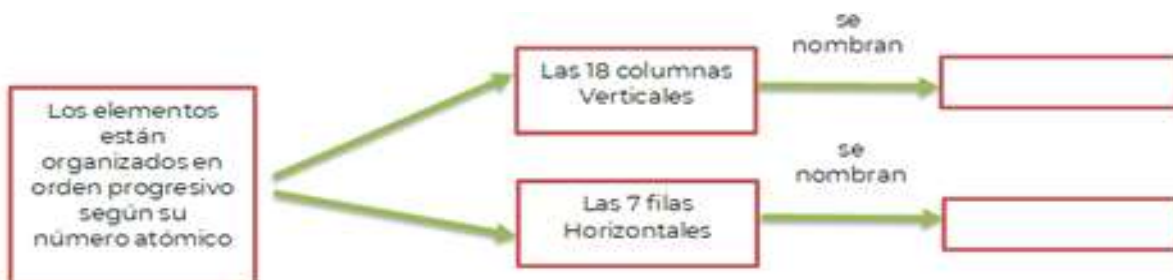 Los elementos
están
organizados en
orden progresivo
según su
número atómico
Las 18 columnas
Verticales
se
nombran
Las 7 filas
Horizontales
se
nombran